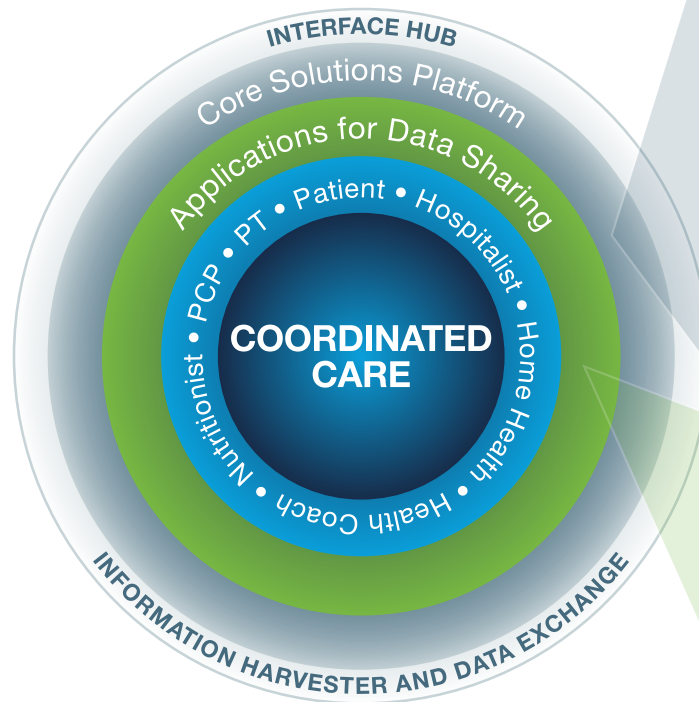 INTERFACE HUB
Core Solutions Platform
Applications for Data Sharing
Nutritionist • PCP • PT • Patient • Hospitalist • Home Health • Health Coach •
COORDINATED
CARE
INFORMATION HARVESTER AND DATA EXCHANGE